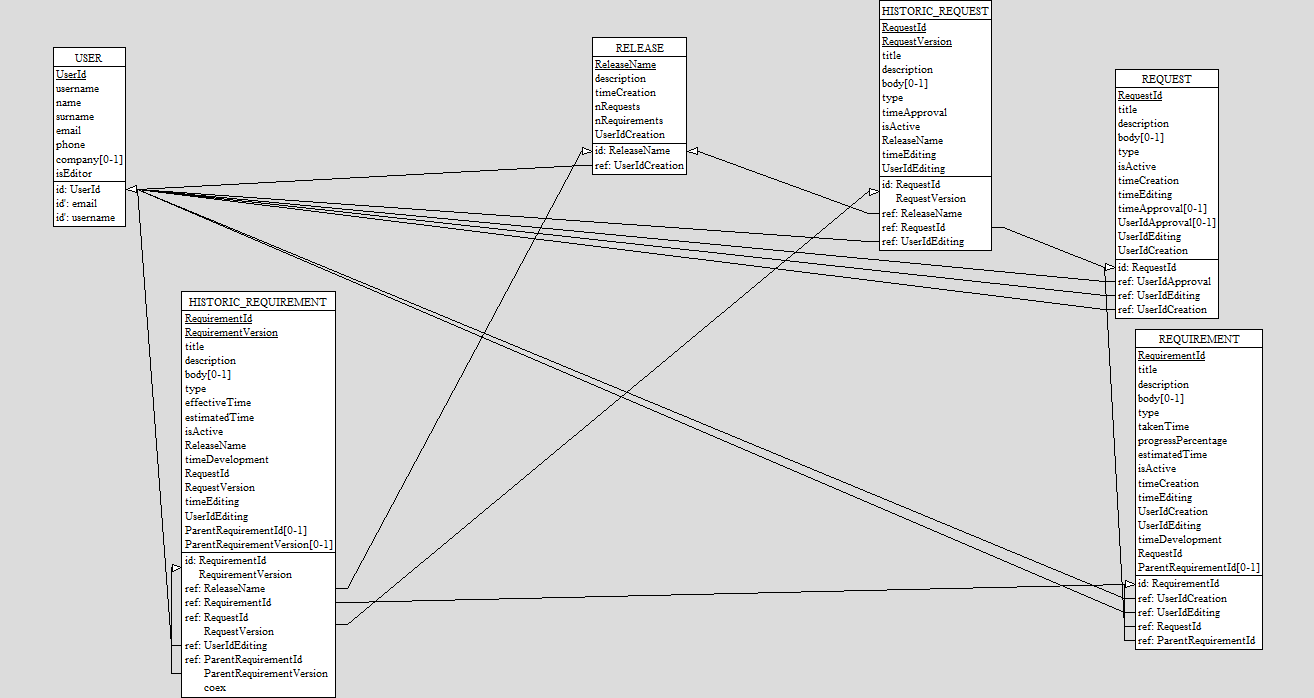 USER
UserId
username
name
surname
email
phone
company[0-1]
isEditor
id: UserId
id': email
id': username
RELEASE
ReleaseName
description
timeCreation
nRequests
nRequirements
UserIdCreation
id: ReleaseName
ref: UserIdCreation
HISTORIC_REQUEST
RequestId
RequestVersion
title
description
body[0-1]
type
timeApproval
isActive
ReleaseName
timeEditing
UserIdEditing
id: RequestId
RequestVersion
ref: ReleaseName
ref: RequestId
ref: UserIdEditing
REQUEST
RequestId
title
description
body[0-1]
type
isActive
timeCreation
timeEditing
timeApproval[0-1]
UserIdApproval[0-1]
UserIdEditing
UserIdCreation
id: RequestId
ref: UserIdApproval
ref: UserIdEditing
ref: UserIdCreation
HISTORIC_REQUIREMENT
RequirementId
RequirementVersion
title
description
body[0-1]
type
effectiveTime
estimatedTime
isActive
ReleaseName
timeDevelopment
RequestId
RequestVersion
timeEditing
UserIdEditing
ParentRequirementId[0-1]
ParentRequirementVersion[0-1]
id: RequirementId
RequirementVersion
ref: ReleaseName
ref: RequirementId
ref: RequestId
RequestVersion
ref: UserIdEditing
ref: ParentRequirementId
ParentRequirementVersion
coex
REQUIREMENT
RequirementId
title
description
body[0-1]
type
takenTime
progressPercentage
estimatedTime
isActive
timeCreation
timeEditing
UserIdCreation
UserIdEditing
timeDevelopment
RequestId
ParentRequirementId[0-1]
id: RequirementId
ref: UserIdCreation
ref: UserIdEditing
ref: RequestId
ref: ParentRequirementId